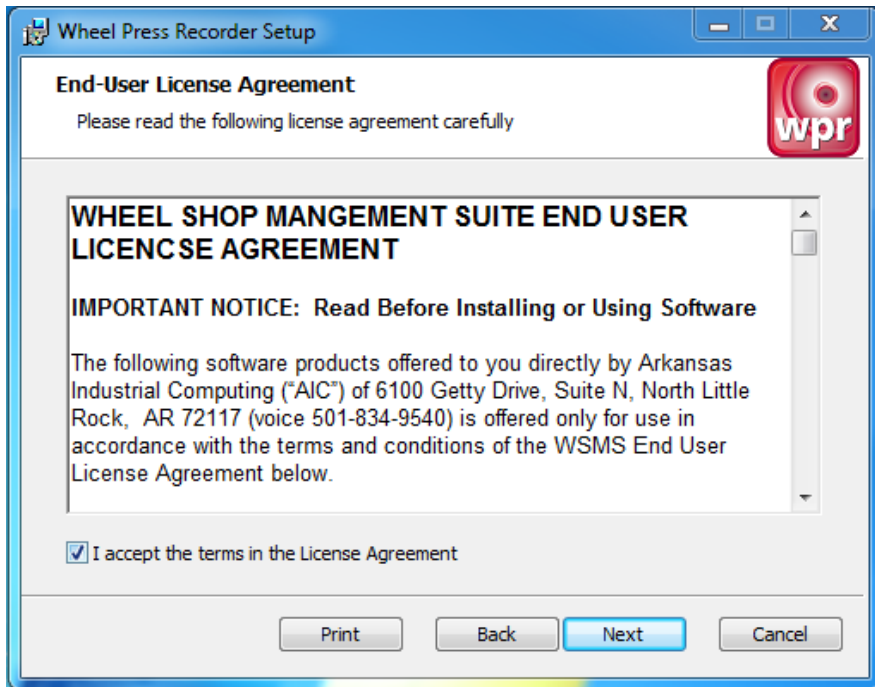 Wheel Press Recorder Setup
End-User License Agreement
Please read the following license agreement carefully
wpr
WHEEL SHOP MANGEMENT SUITE END USER
LICENCSE AGREEMENT
IMPORTANT NOTICE:  Read Before Installing or Using Software
The following software products offered to you directly by Arkansas
Industrial Computing (“AIC”) of 6100 Getty Drive, Suite N, North Little
Rock,  AR 72117 (voice 501-834-9540) is offered only for use in
accordance with the terms and conditions of the WSMS End User
License Agreement below.
I accept the terms in the License Agreement
Print Back Next Cancel